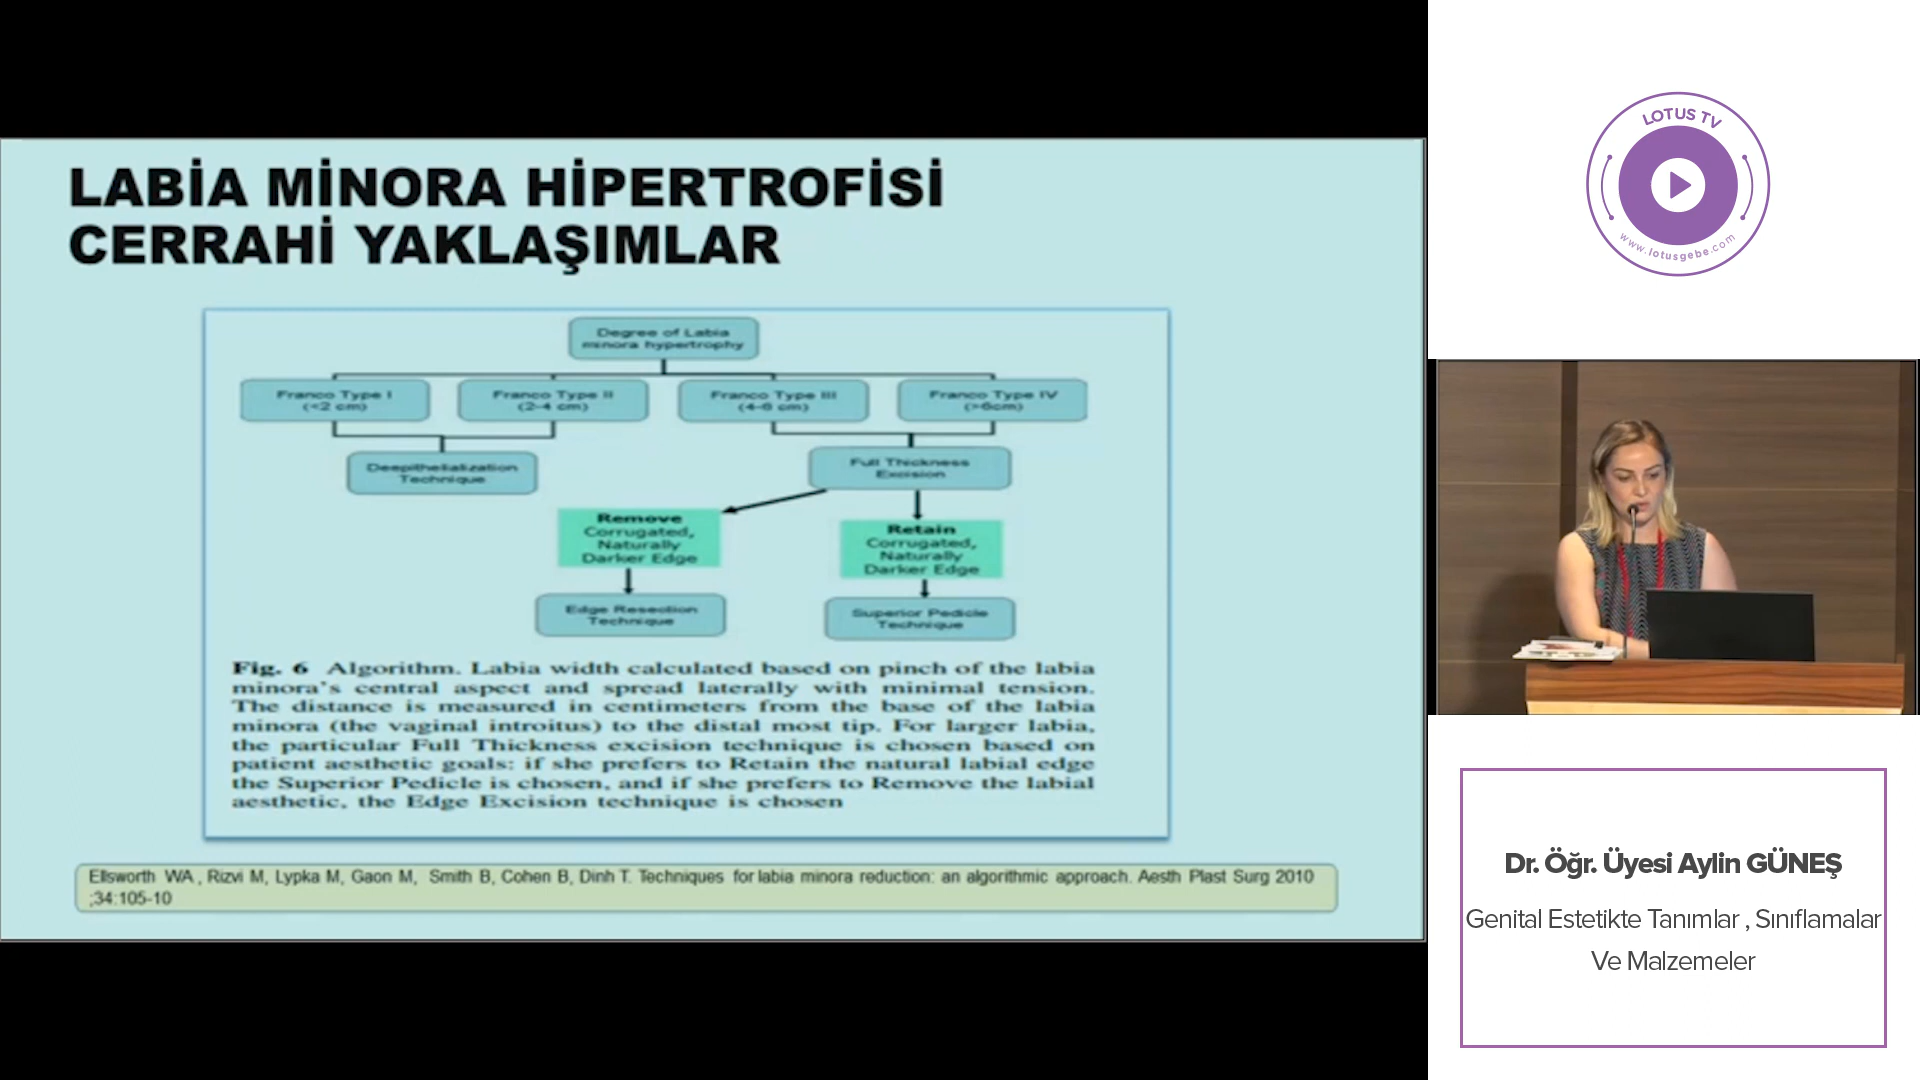 LABİA MİNORA HİPERTROFİSİ
CERRAHİ YAKLAŞIMLAR
Degree of Labia
minora hypertrophy
Franco Type I
(<2 cm)
Franco Type II
(2-4 cm)
Franco Type III
(4-6 cm)
Franco Type IV
(>6cm)
Deepithelialization
Technique
Full Thickness
Excision
Remove
Corrugated,
Naturally
Darker Edge
Retain
Corrugated,
Naturally
Darker Edge
Edge Resection
Technique
Superior Pedicle
Technique
Fig. 6 Algorithm. Labia width calculated based on pinch of the labia
minora's central aspect and spread laterally with minimal tension.
The distance is measured in centimeters from the base of the labia
minora (the vaginal introitus) to the distal most tip. For larger labia,
the particular Full Thickness excision technique is chosen based on
patient aesthetic goals: if she prefers to Retain the natural labial edge
the Superior Pedicle is chosen, and if she prefers to Remove the labial
aesthetic, the Edge Excision technique is chosen
Ellsworth WA , Rizvi M, Lypka M, Gaon M, Smith B, Cohen B, Dinh T. Techniques for labia minora reduction: an algorithmic approach. Aesth Plast Surg 2010
;34:105-10
LOTUS TV
www.lotusgebe.com
Dr. Öğr. Üyesi Aylin GÜNEŞ
Genital Estetikte Tanımlar , Sınıflamalar
Ve Malzemeler